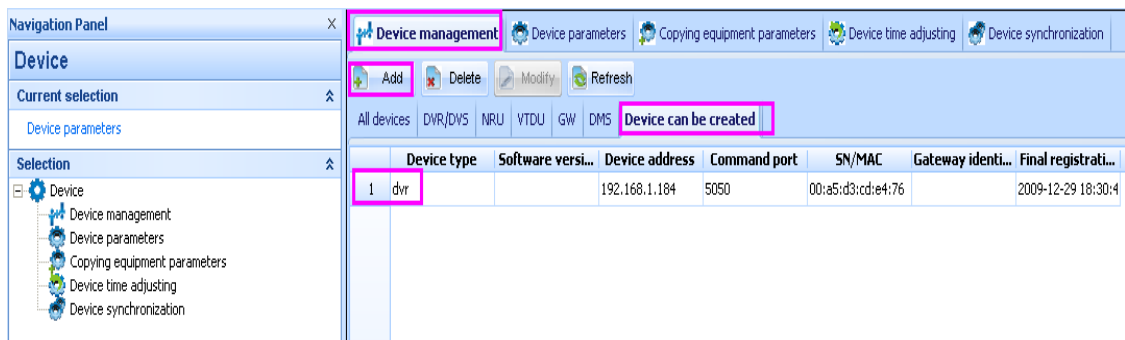 Navigation Panel X
Device
Current selection
Device parameters
Selection
Device
Device management
Device parameters
Copying equipment parameters
Device time adjusting
Device synchronization
Device management Device parameters Copying equipment parameters Device time adjusting Device synchronization
Add Delete Modify Refresh
All devices DVR/DVS NRU VTDU GW DMS Device can be created
Device type Software versi... Device address Command port SN/MAC Gateway identi... Final registrati...
1 dvr 192.168.1.184 5050 00:a5:d3:cd:e4:76 2009-12-29 18:30:4